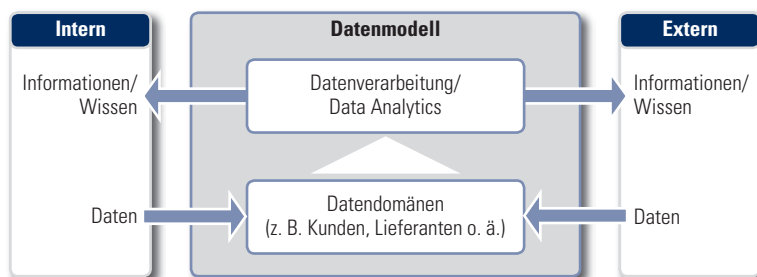 Intern
Informationen/
Wissen
Daten
Datenmodell
Datenverarbeitung/
Data Analytics
Datendomänen
(z. B. Kunden, Lieferanten o. ä.)
Extern
Informationen/
Wissen
Daten